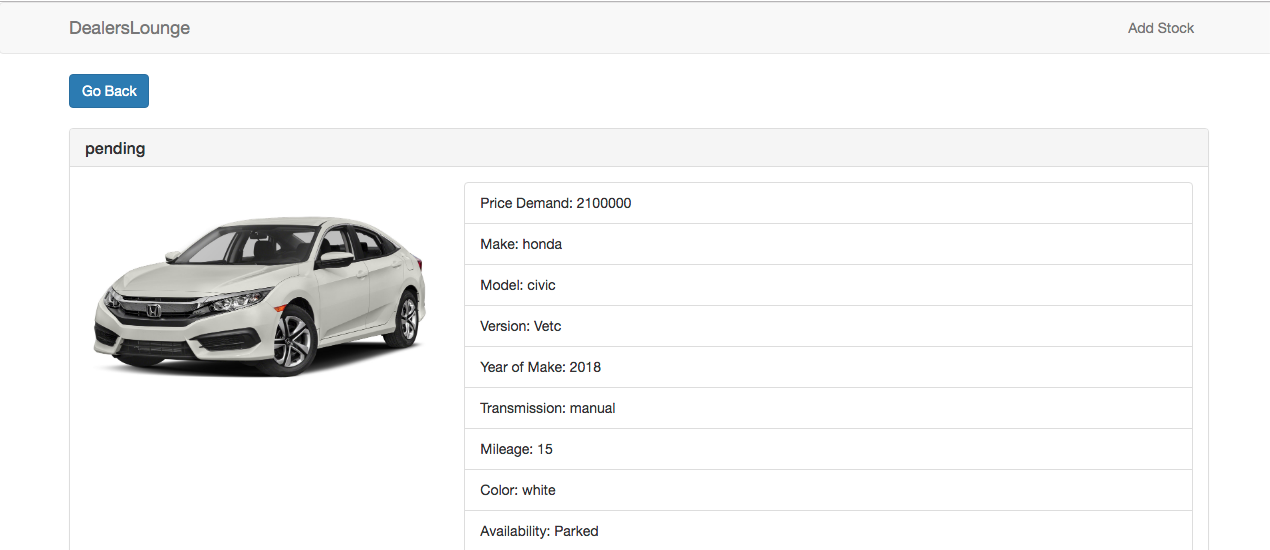 DealersLounge
Add Stock
Go Back
pending
Price Demand: 2100000
Make: honda
Model: civic
Version: Vetc
Year of Make: 2018
Transmission: manual
Mileage: 15
Color: white
Availability: Parked